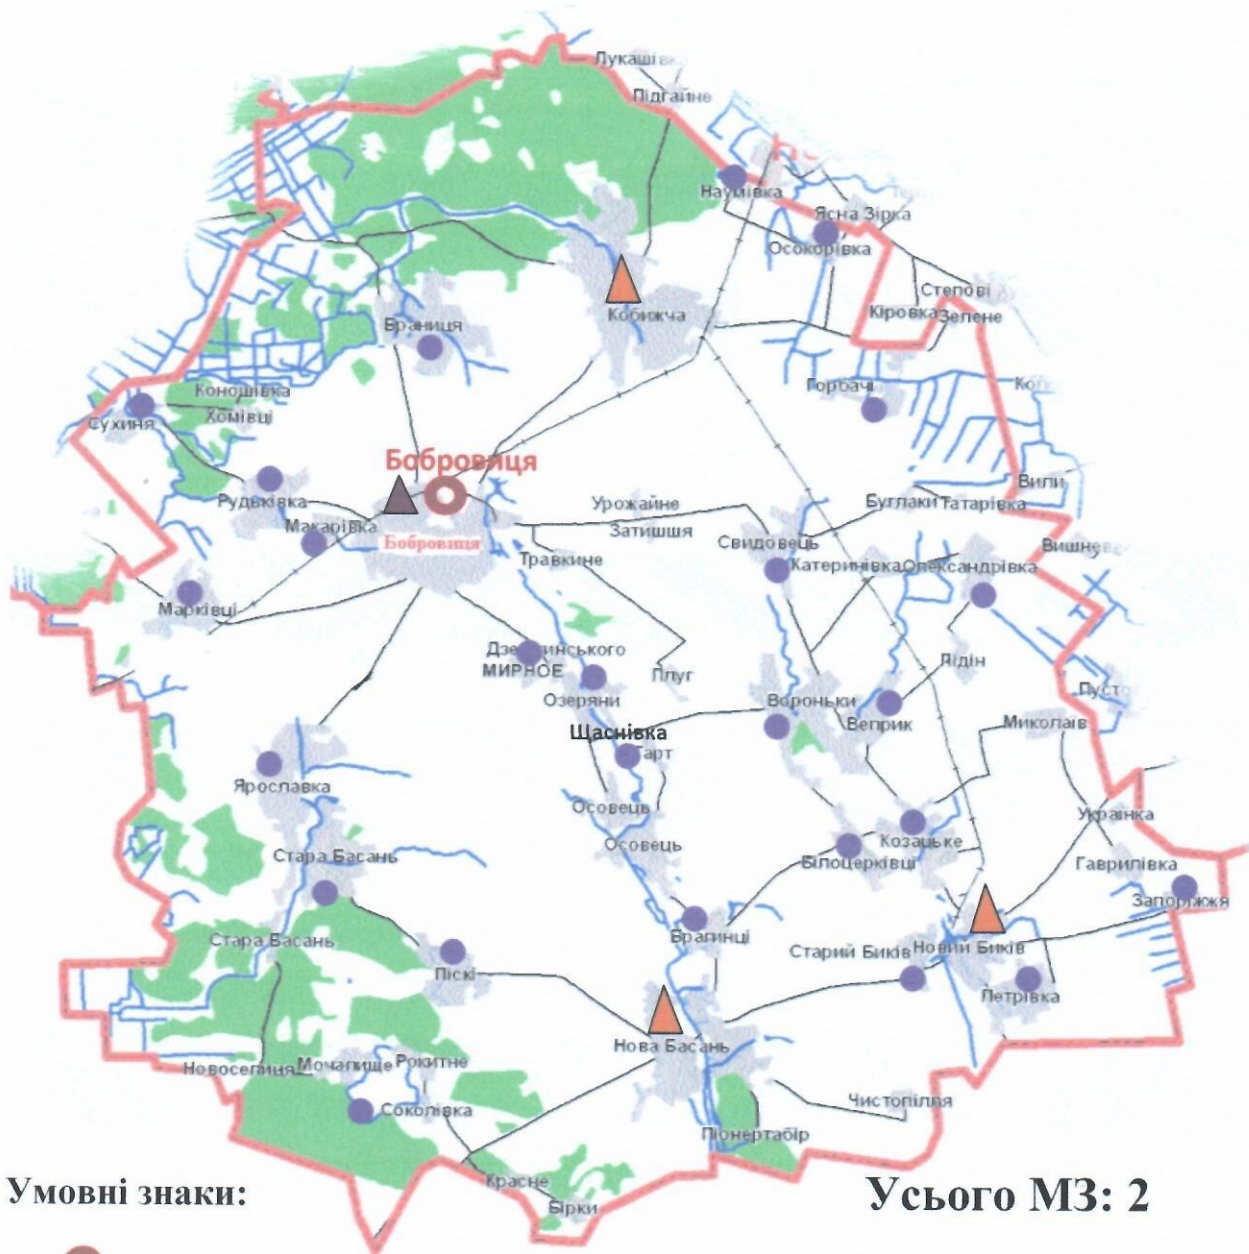 Лукашівка
Підгайне
Наумівка
Ясна Зірка
Осокорівка
Степові
Кіровка
Зелене
Кобижча
Браниця
Горбачі
Коношівка
Хомівці
Сухиня
Бобровиця
Вили
Рудьківка
Урожайне
Буглаки
Татарівка
Макарівка
Затишшя
Бобровиця
Свидовець
Травкине
Катеринівка
Олександрівка
Марківці
Дзержинського
МИРНОЕ
Лідін
Плуг
Озеряни
Вороньки
Веприк
Миколаїв
Щаснівка
Гарт
Ярославка
Осовець
Українка
Осовець
Козацьке
Стара Басань
Білоцерківці
Гаврилівка
Запоріжжя
Стара Басань
Брагинці
Старий Биків
Новий Биків
Піскі
Петрівка
Нова Басань
Новоселиця
Мочалище
Рокитне
Соколівка
Чистопілля
Піонертабір
Красне
Бірки
Умовні знаки:
Усього МЗ: 2